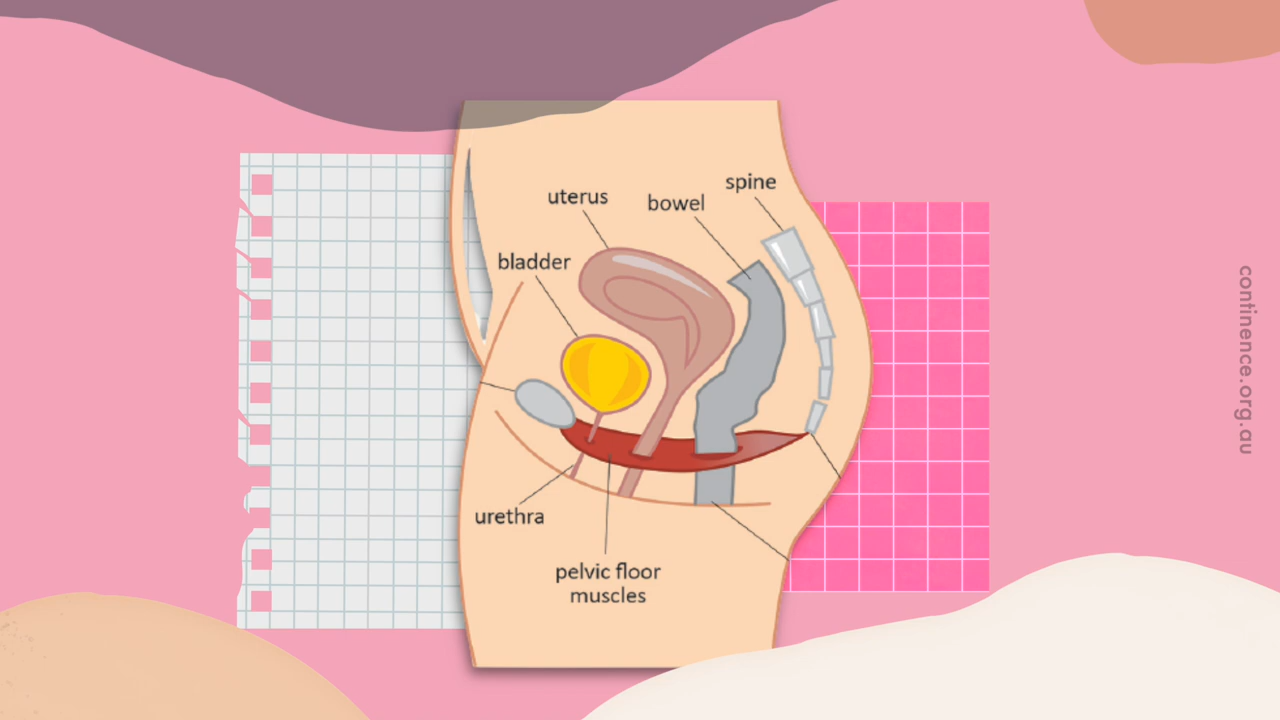 spine
uterus
bowel
bladder
urethra
pelvic floor
muscles
continence.org.au